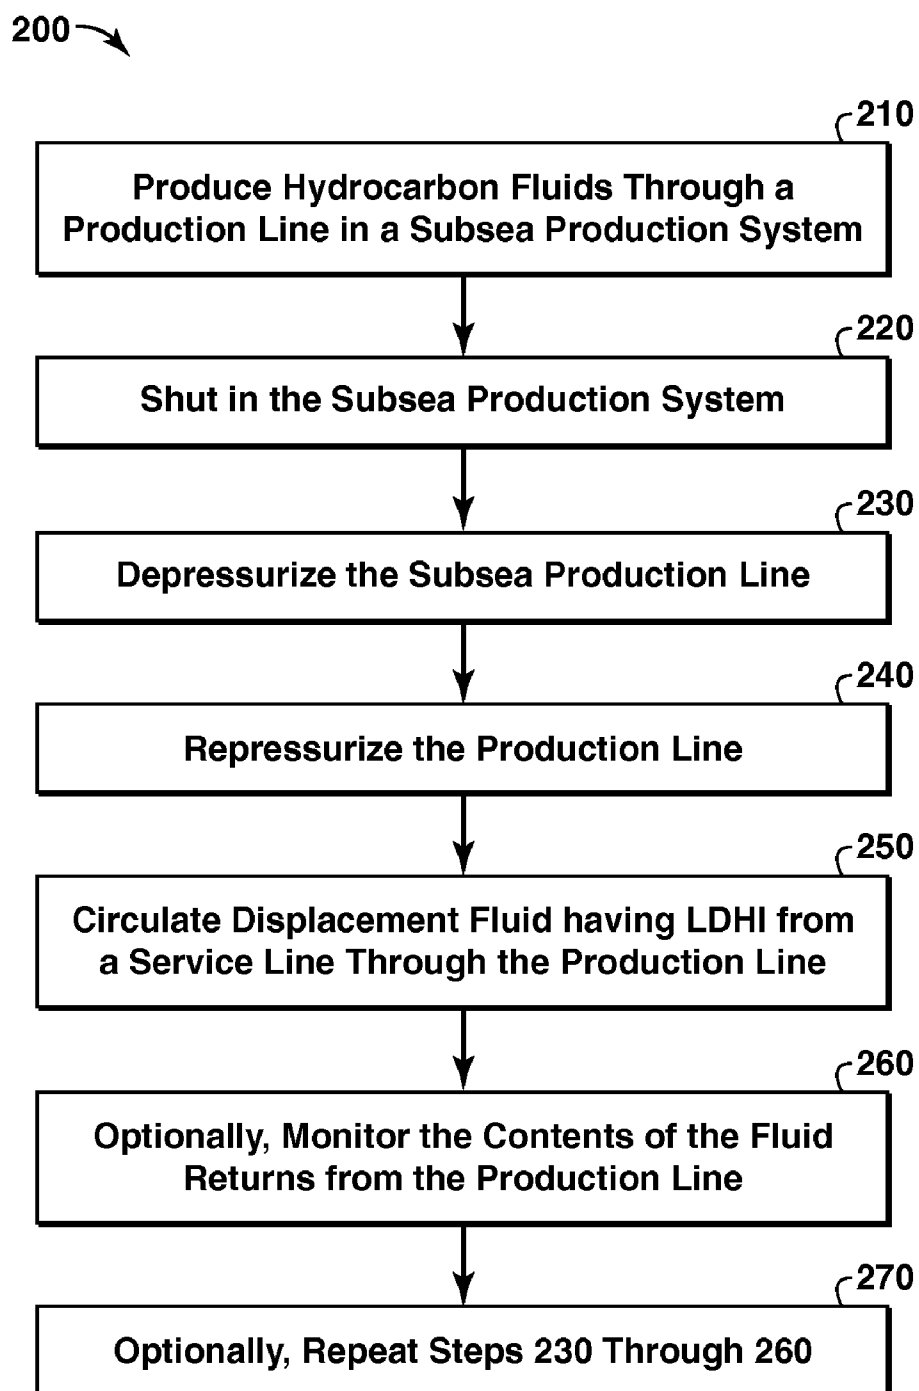 200
210
Produce Hydrocarbon Fluids Through a
Production Line in a Subsea Production System
220
Shut in the Subsea Production System
230
Depressurize the Subsea Production Line
240
Repressurize the Production Line
250
Circulate Displacement Fluid having LDHI from
a Service Line Through the Production Line
260
Optionally, Monitor the Contents of the Fluid
Returns from the Production Line
270
Optionally, Repeat Steps 230 Through 260